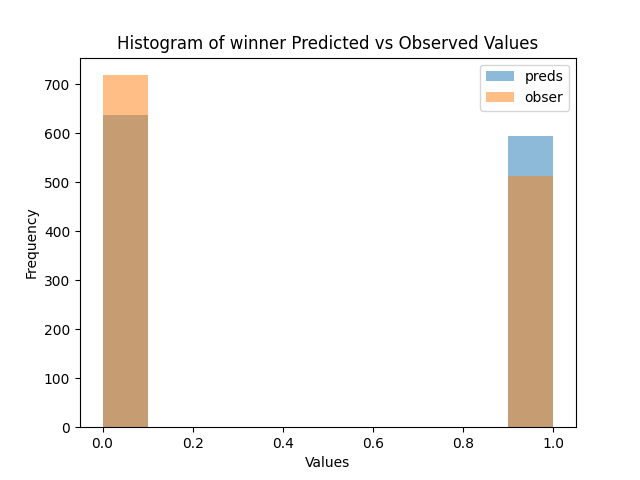 Histogram of winner Predicted vs Observed Values
preds
obser
700
600
500
400
300
200
100
0
Frequency
0.0 0.2 0.4 0.6 0.8 1.0
Values